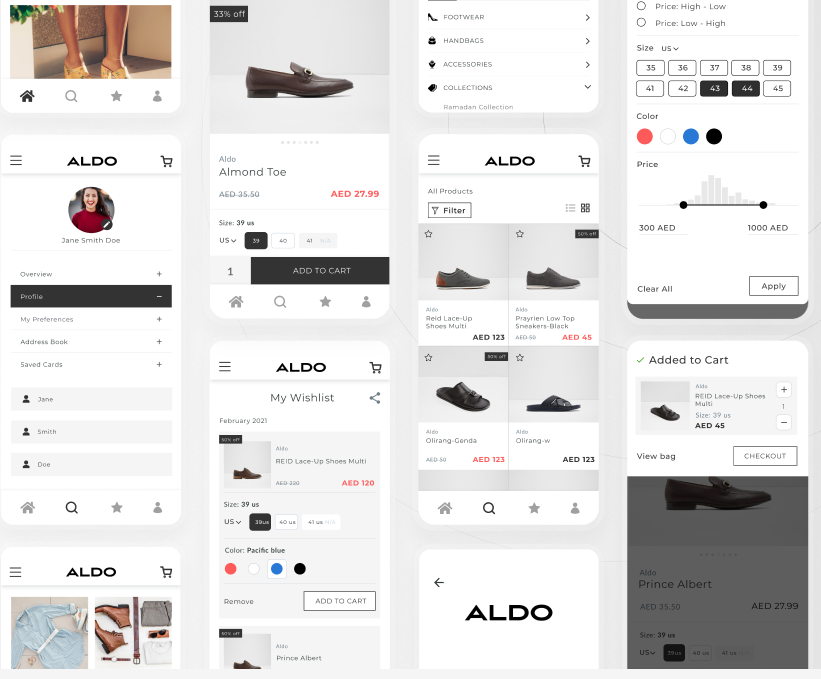 ALDO
Jane Smith Doe
Overview +
Profile −
My Preferences +
Address Book +
Saved Cards +
Jane
Smith
Doe
ALDO
33% off
Aldo
Almond Toe
AED 35.50 AED 27.99
Size: 39 us
US 39 40 41 N/A
1 ADD TO CART
ALDO
My Wishlist
February 2021
50% off
Aldo
REID Lace-Up Shoes Multi
AED 220 AED 120
Size: 39 us
US 39us 40 us 41 us N/A
Color: Pacific blue
Remove ADD TO CART
50% off
Aldo
Prince Albert
FOOTWEAR
HANDBAGS
ACCESSORIES
COLLECTIONS
Ramadan Collection
ALDO
All Products
Filter
50% off
Aldo
Reid Lace-Up
Shoes Multi
AED 123
Aldo
Prayrien Low Top
Sneakers-Black
AED 50 AED 45
50% off
Aldo
Olirang-Genda
AED 50 AED 123
Aldo
Olirang-w
AED 123
ALDO
Price: High - Low
Price: Low - High
Size US
35 36 37 38 39
41 42 43 44 45
Color
Price
300 AED 1000 AED
Clear All Apply
Added to Cart
Aldo
REID Lace-Up Shoes
Multi
Size: 39 us
AED 45
+
1
−
View bag CHECKOUT
Aldo
Prince Albert
AED 35.50 AED 27.99
Size: 39 us
US 39us 40 us 41 us N/A